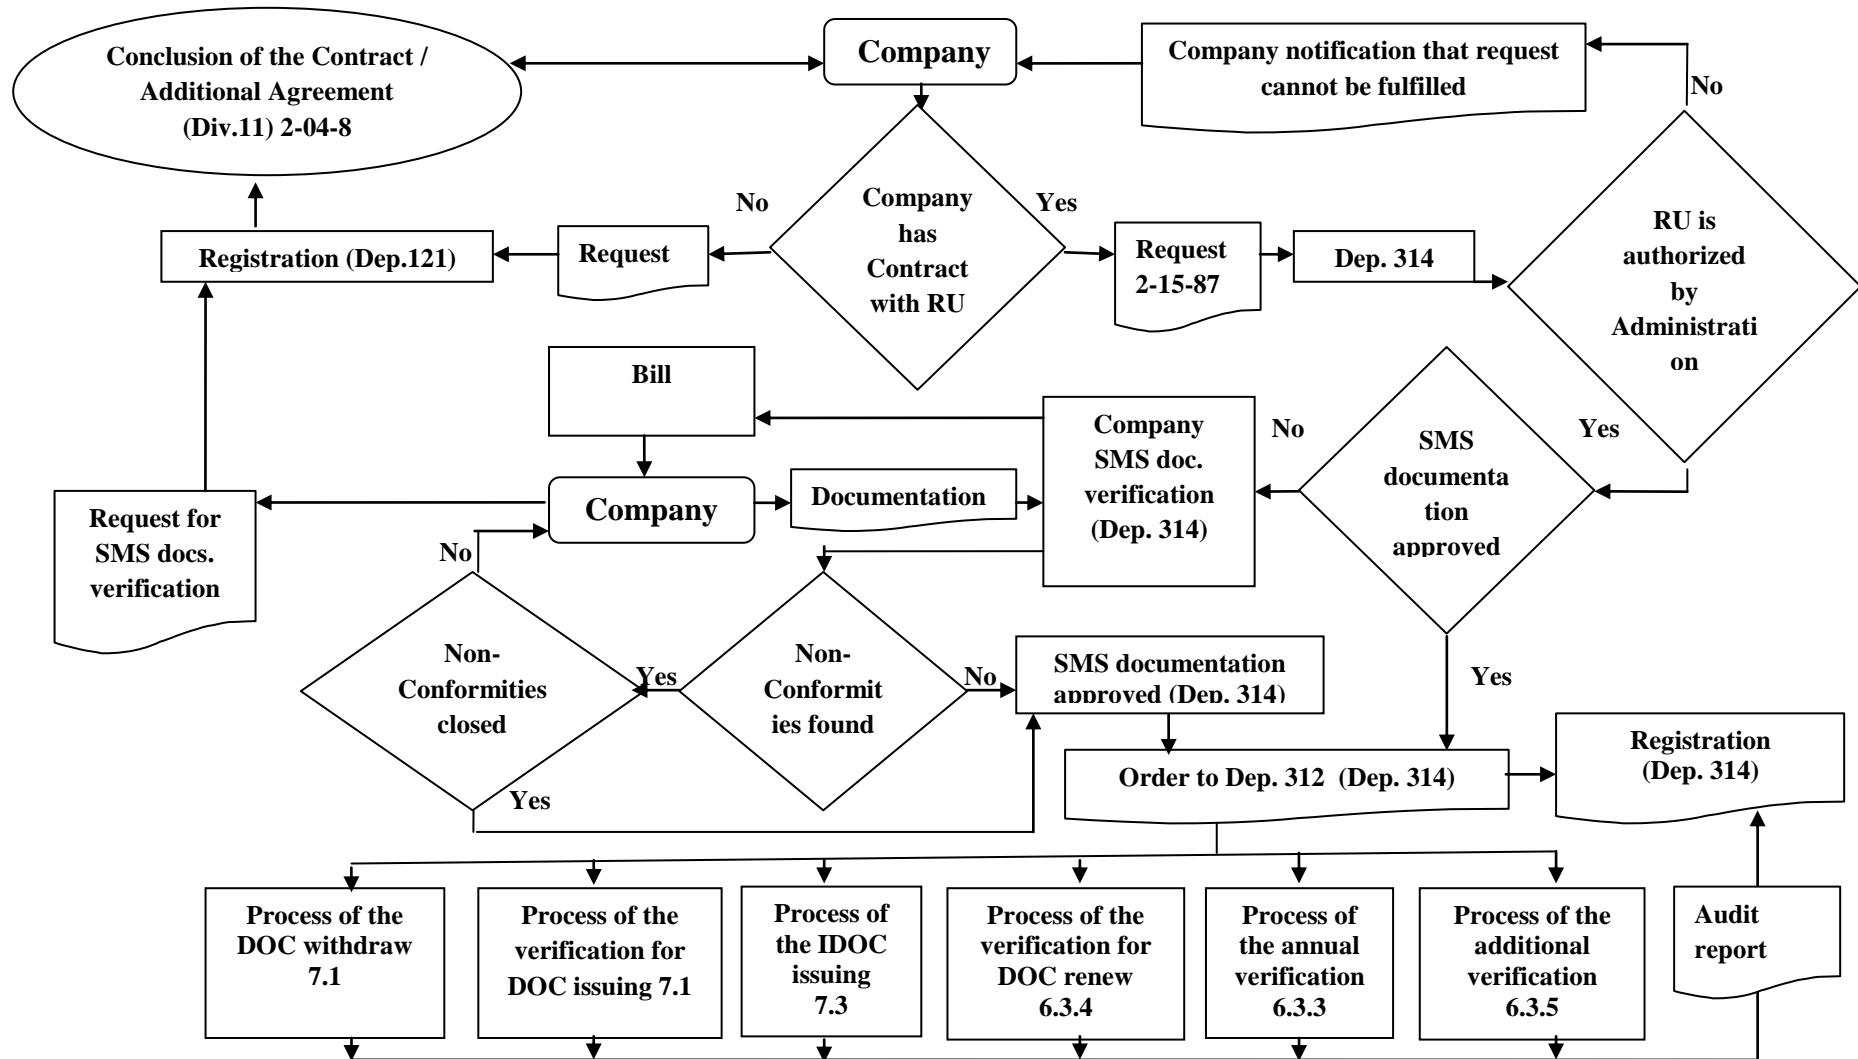 Conclusion of the Contract /
Additional Agreement
(Div.11) 2-04-8
Company
Company notification that request
cannot be fulfilled
No
No
Company
has
Contract
with RU
Yes
Registration (Dep.121)
Request
Request
2-15-87
Dep. 314
RU is
authorized
by
Administrati
on
Bill
Company
SMS doc.
verification
(Dep. 314)
No
SMS
documenta
tion
approved
Yes
Request for
SMS docs.
verification
Company
Documentation
No
Non-
Conformities
closed
Yes
Non-
Conformit
ies found
No
SMS documentation
approved (Dep. 314)
Yes
Yes
Order to Dep. 312 (Dep. 314)
Registration
(Dep. 314)
Process of the
DOC withdraw
7.1
Process of the
verification for
DOC issuing 7.1
Process of
the IDOC
issuing
7.3
Process of the
verification for
DOC renew
6.3.4
Process of
the annual
verification
6.3.3
Process of the
additional
verification
6.3.5
Audit
report